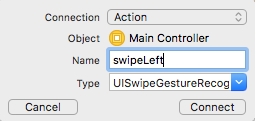 Connection Action
Object Main Controller
Name swipeLeft
Type UISwipeGestureRecog
Cancel Connect